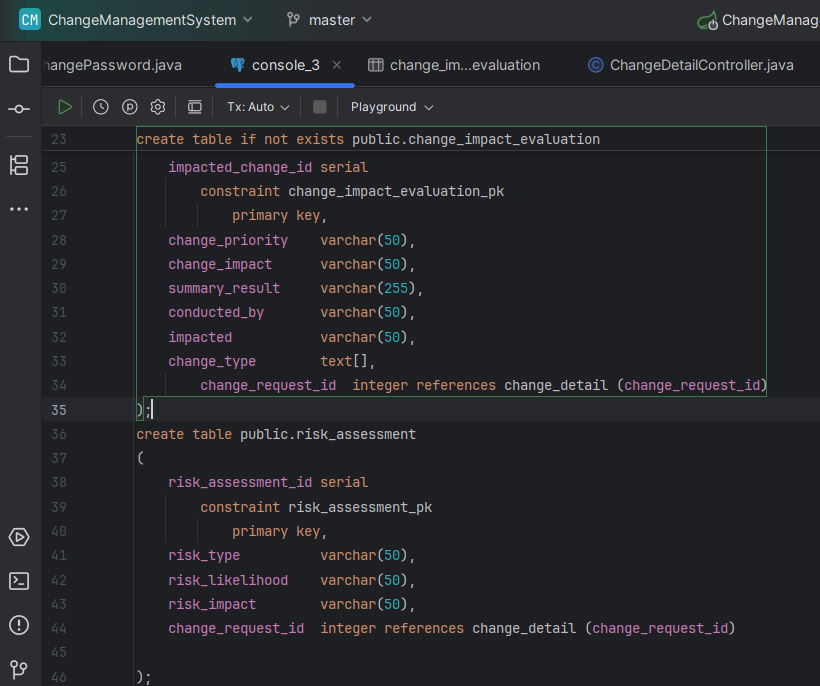 CM ChangeManagementSystem master ChangeManag
hangePassword.java console_3 change_im...evaluation ChangeDetailController.java
Tx: Auto Playground
23 create table if not exists public.change_impact_evaluation
25 impacted_change_id serial
26 constraint change_impact_evaluation_pk
27 primary key,
28 change_priority varchar(50),
29 change_impact varchar(50),
30 summary_result varchar(255),
31 conducted_by varchar(50),
32 impacted varchar(50),
33 change_type text[],
34 change_request_id integer references change_detail (change_request_id)
35 );
36 create table public.risk_assessment
37 (
38 risk_assessment_id serial
39 constraint risk_assessment_pk
40 primary key,
41 risk_type varchar(50),
42 risk_likelihood varchar(50),
43 risk_impact varchar(50),
44 change_request_id integer references change_detail (change_request_id)
45
46 );